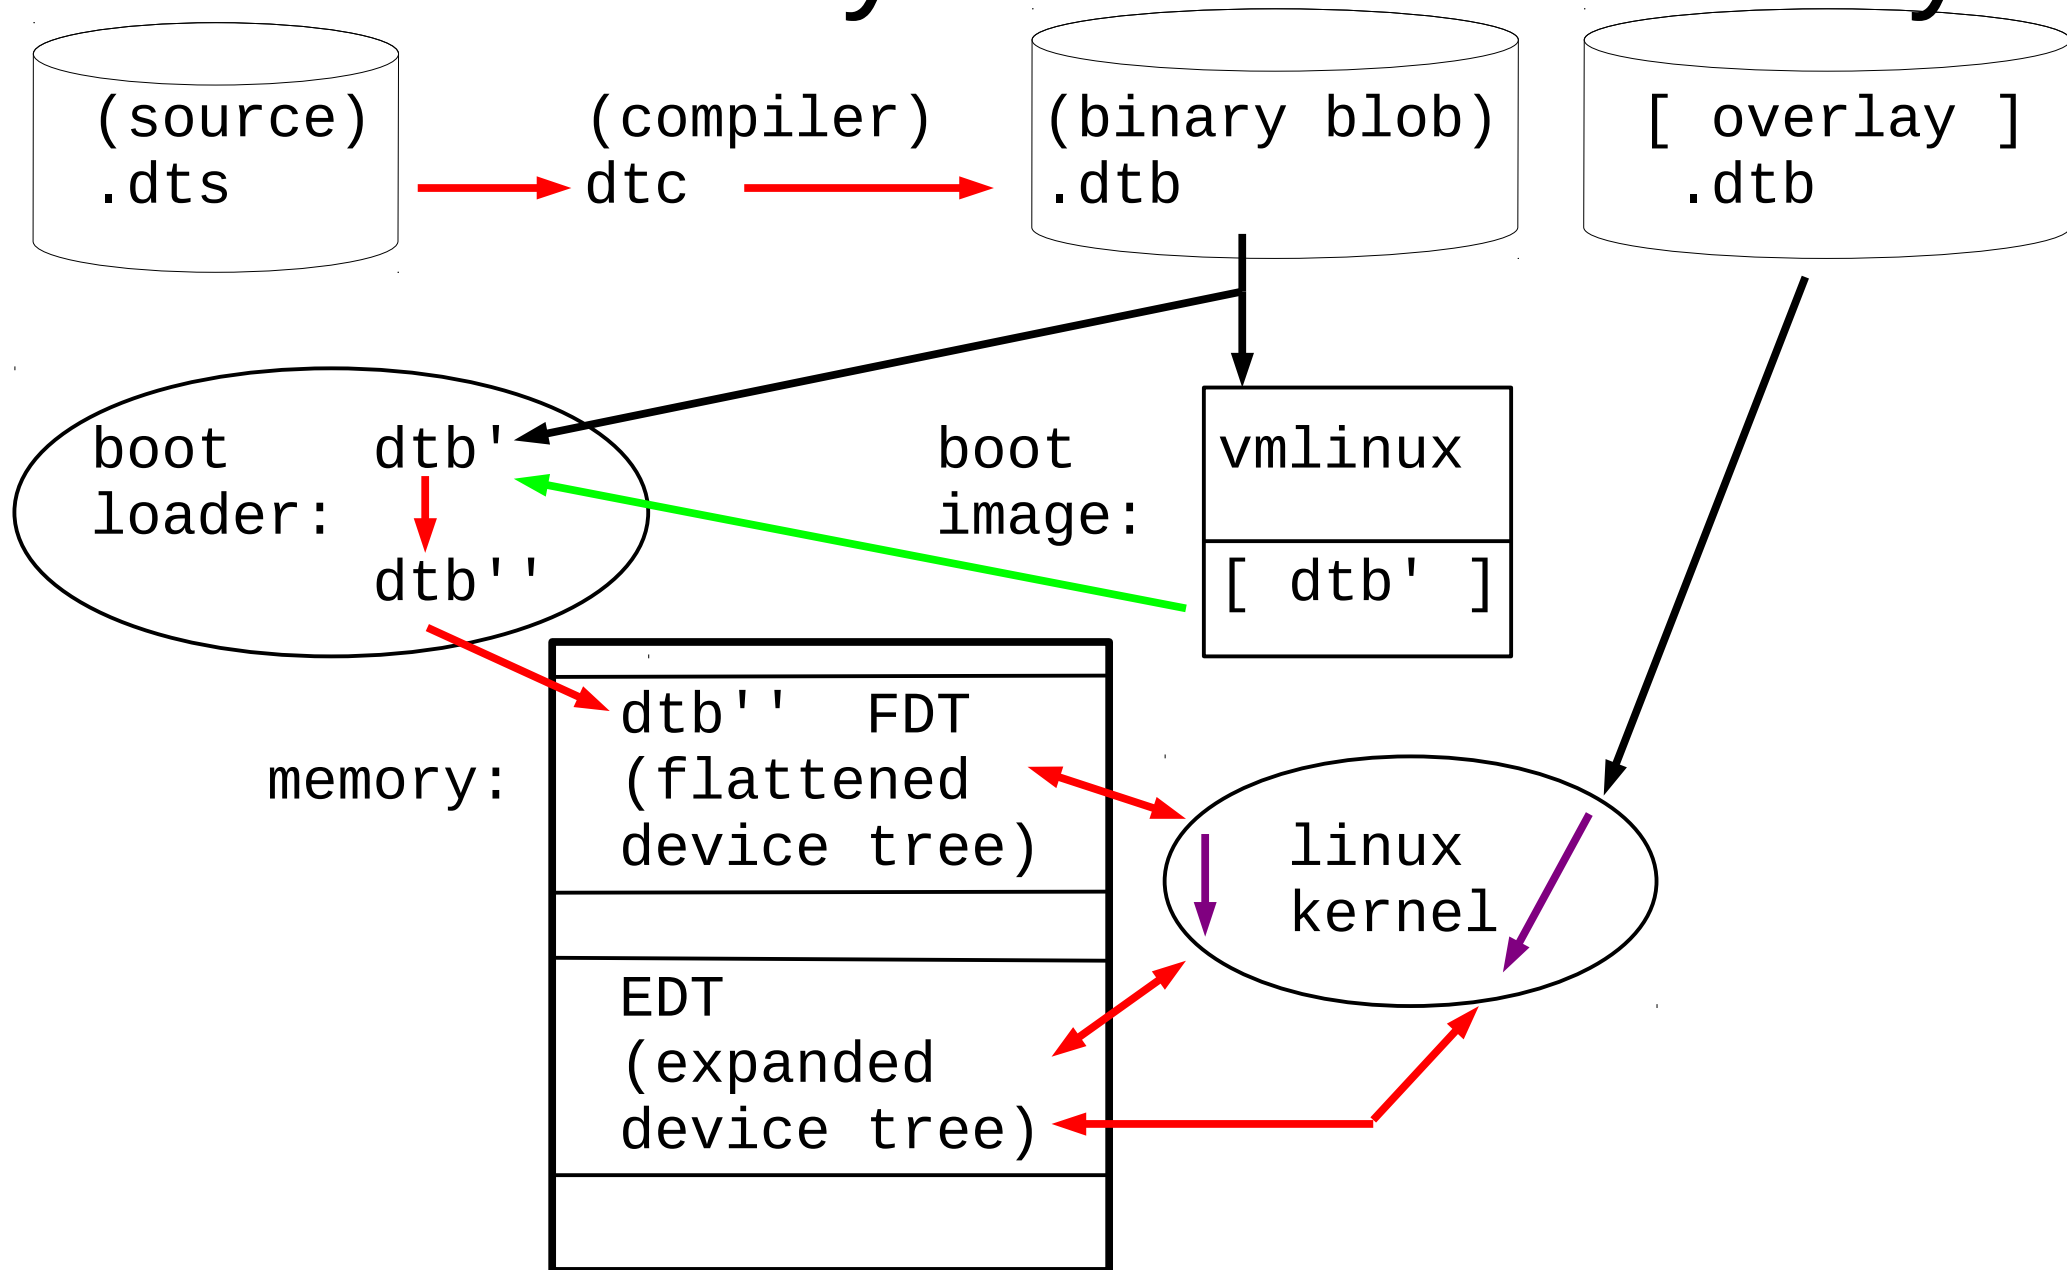 (source)
.dts
(compiler)
dtc
(binary blob)
.dtb
[ overlay ]
.dtb
boot
loader:
dtb'
dtb''
boot
image:
vmlinux
[ dtb' ]
memory:
dtb'' FDT
(flattened
device tree)
EDT
(expanded
device tree)
linux
kernel